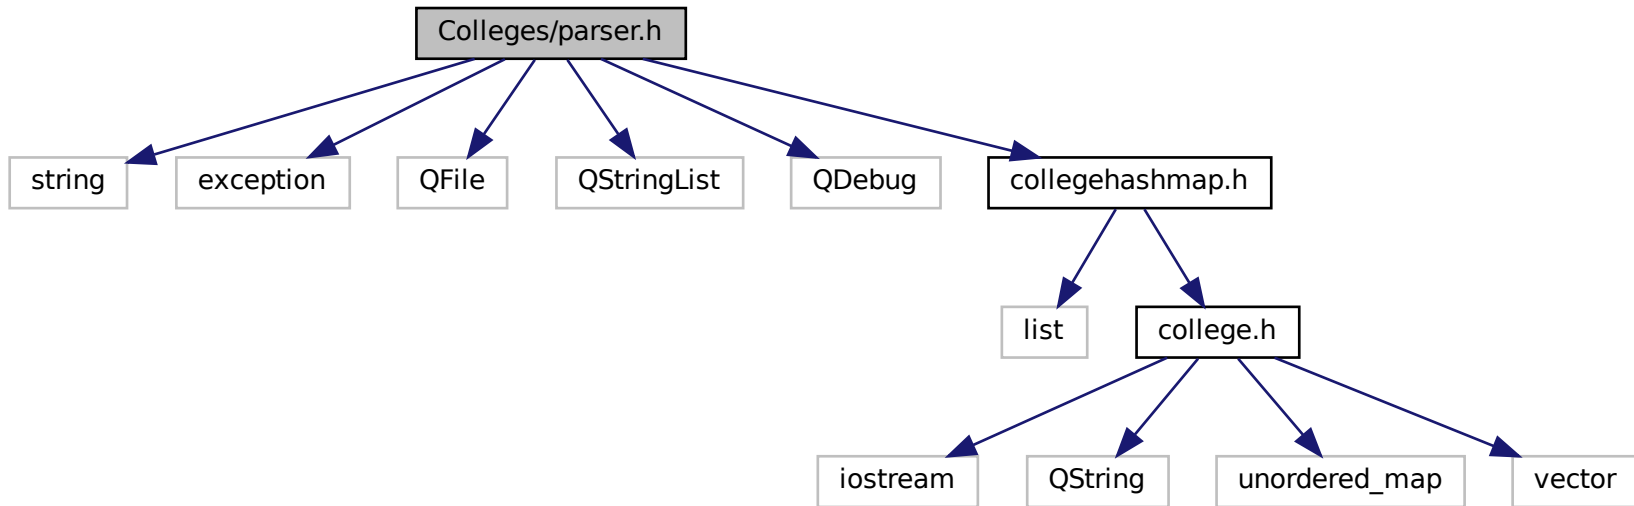 Colleges/parser.h
string
exception
QFile
QStringList
QDebug
collegehashmap.h
list
college.h
iostream
QString
unordered_map
vector